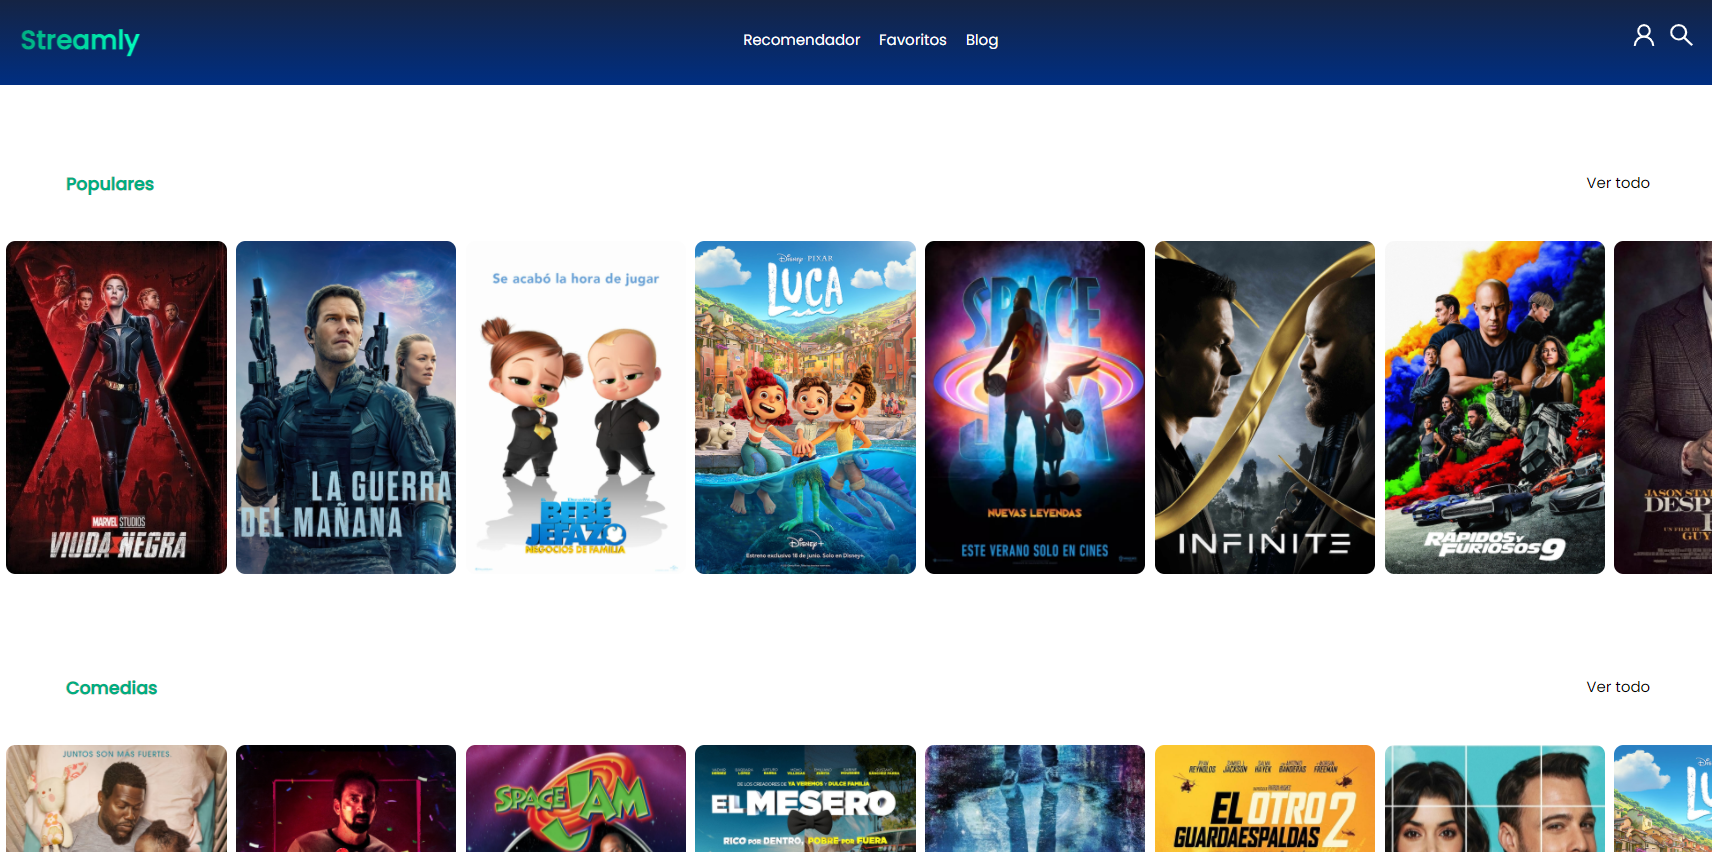 Streamly
Recomendador
Favoritos
Blog
Populares
Ver todo
MARVEL STUDIOS
VIUDA NEGRA
LA GUERRA
DEL MAÑANA
Se acabó la hora de jugar
BEBÉ
JEFAZO
NEGOCIOS DE FAMILIA
Disney PIXAR
LUCA
Disney+
Estreno exclusivo 18 de junio. Solo en Disney+.
SPACE
JAM
NUEVAS LEYENDAS
ESTE VERANO SOLO EN CINES
INFINITE
RÁPIDOS Y
FURIOSOS 9
JASON STAT
DESP
UN FILM DE
GUY
Comedias
Ver todo
JUNTOS SON MÁS FUERTES.
SPACE JAM
DE LOS CREADORES DE YA VEREMOS Y DULCE FAMILIA
EL MESERO
RICO POR DENTRO, POBRE POR FUERA
RYAN REYNOLDS
SAMUEL L. JACKSON
SALMA HAYEK
ANTONIO BANDERAS
MORGAN FREEMAN
EL OTRO
GUARDAESPALDAS 2
LU